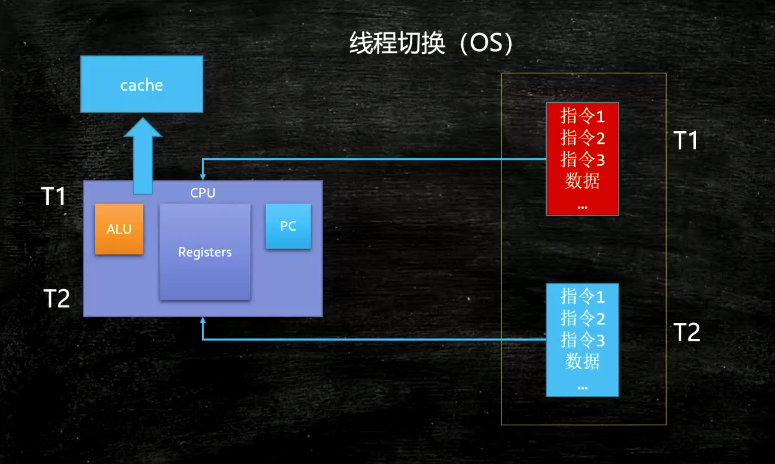 线程切换（OS）
cache
T1
CPU
ALU
Registers
PC
T2
指令1
指令2
指令3
数据
...
T1
指令1
指令2
指令3
数据
...
T2